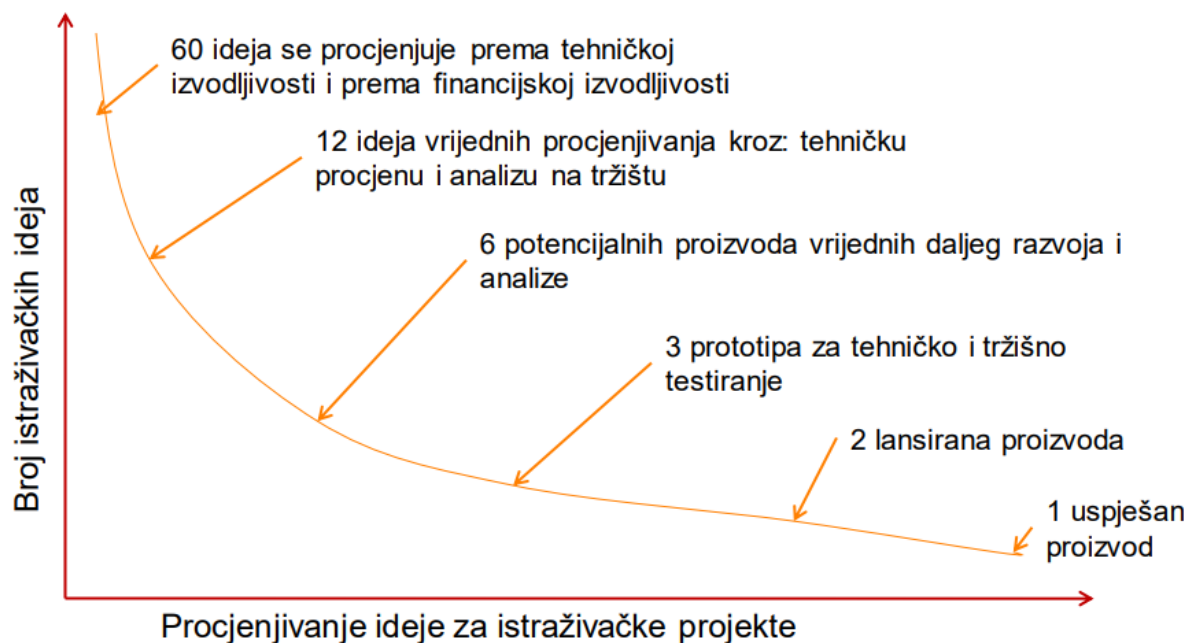 60 ideja se procjenjuje prema tehničkoj
izvodljivosti i prema financijskoj izvodljivosti
12 ideja vrijednih procjenjivanja kroz: tehničku
procjenu i analizu na tržištu
6 potencijalnih proizvoda vrijednih daljeg razvoja i
analize
3 prototipa za tehničko i tržišno
testiranje
2 lansirana proizvoda
1 uspješan
proizvod
Broj istraživačkih ideja
Procjenjivanje ideje za istraživačke projekte